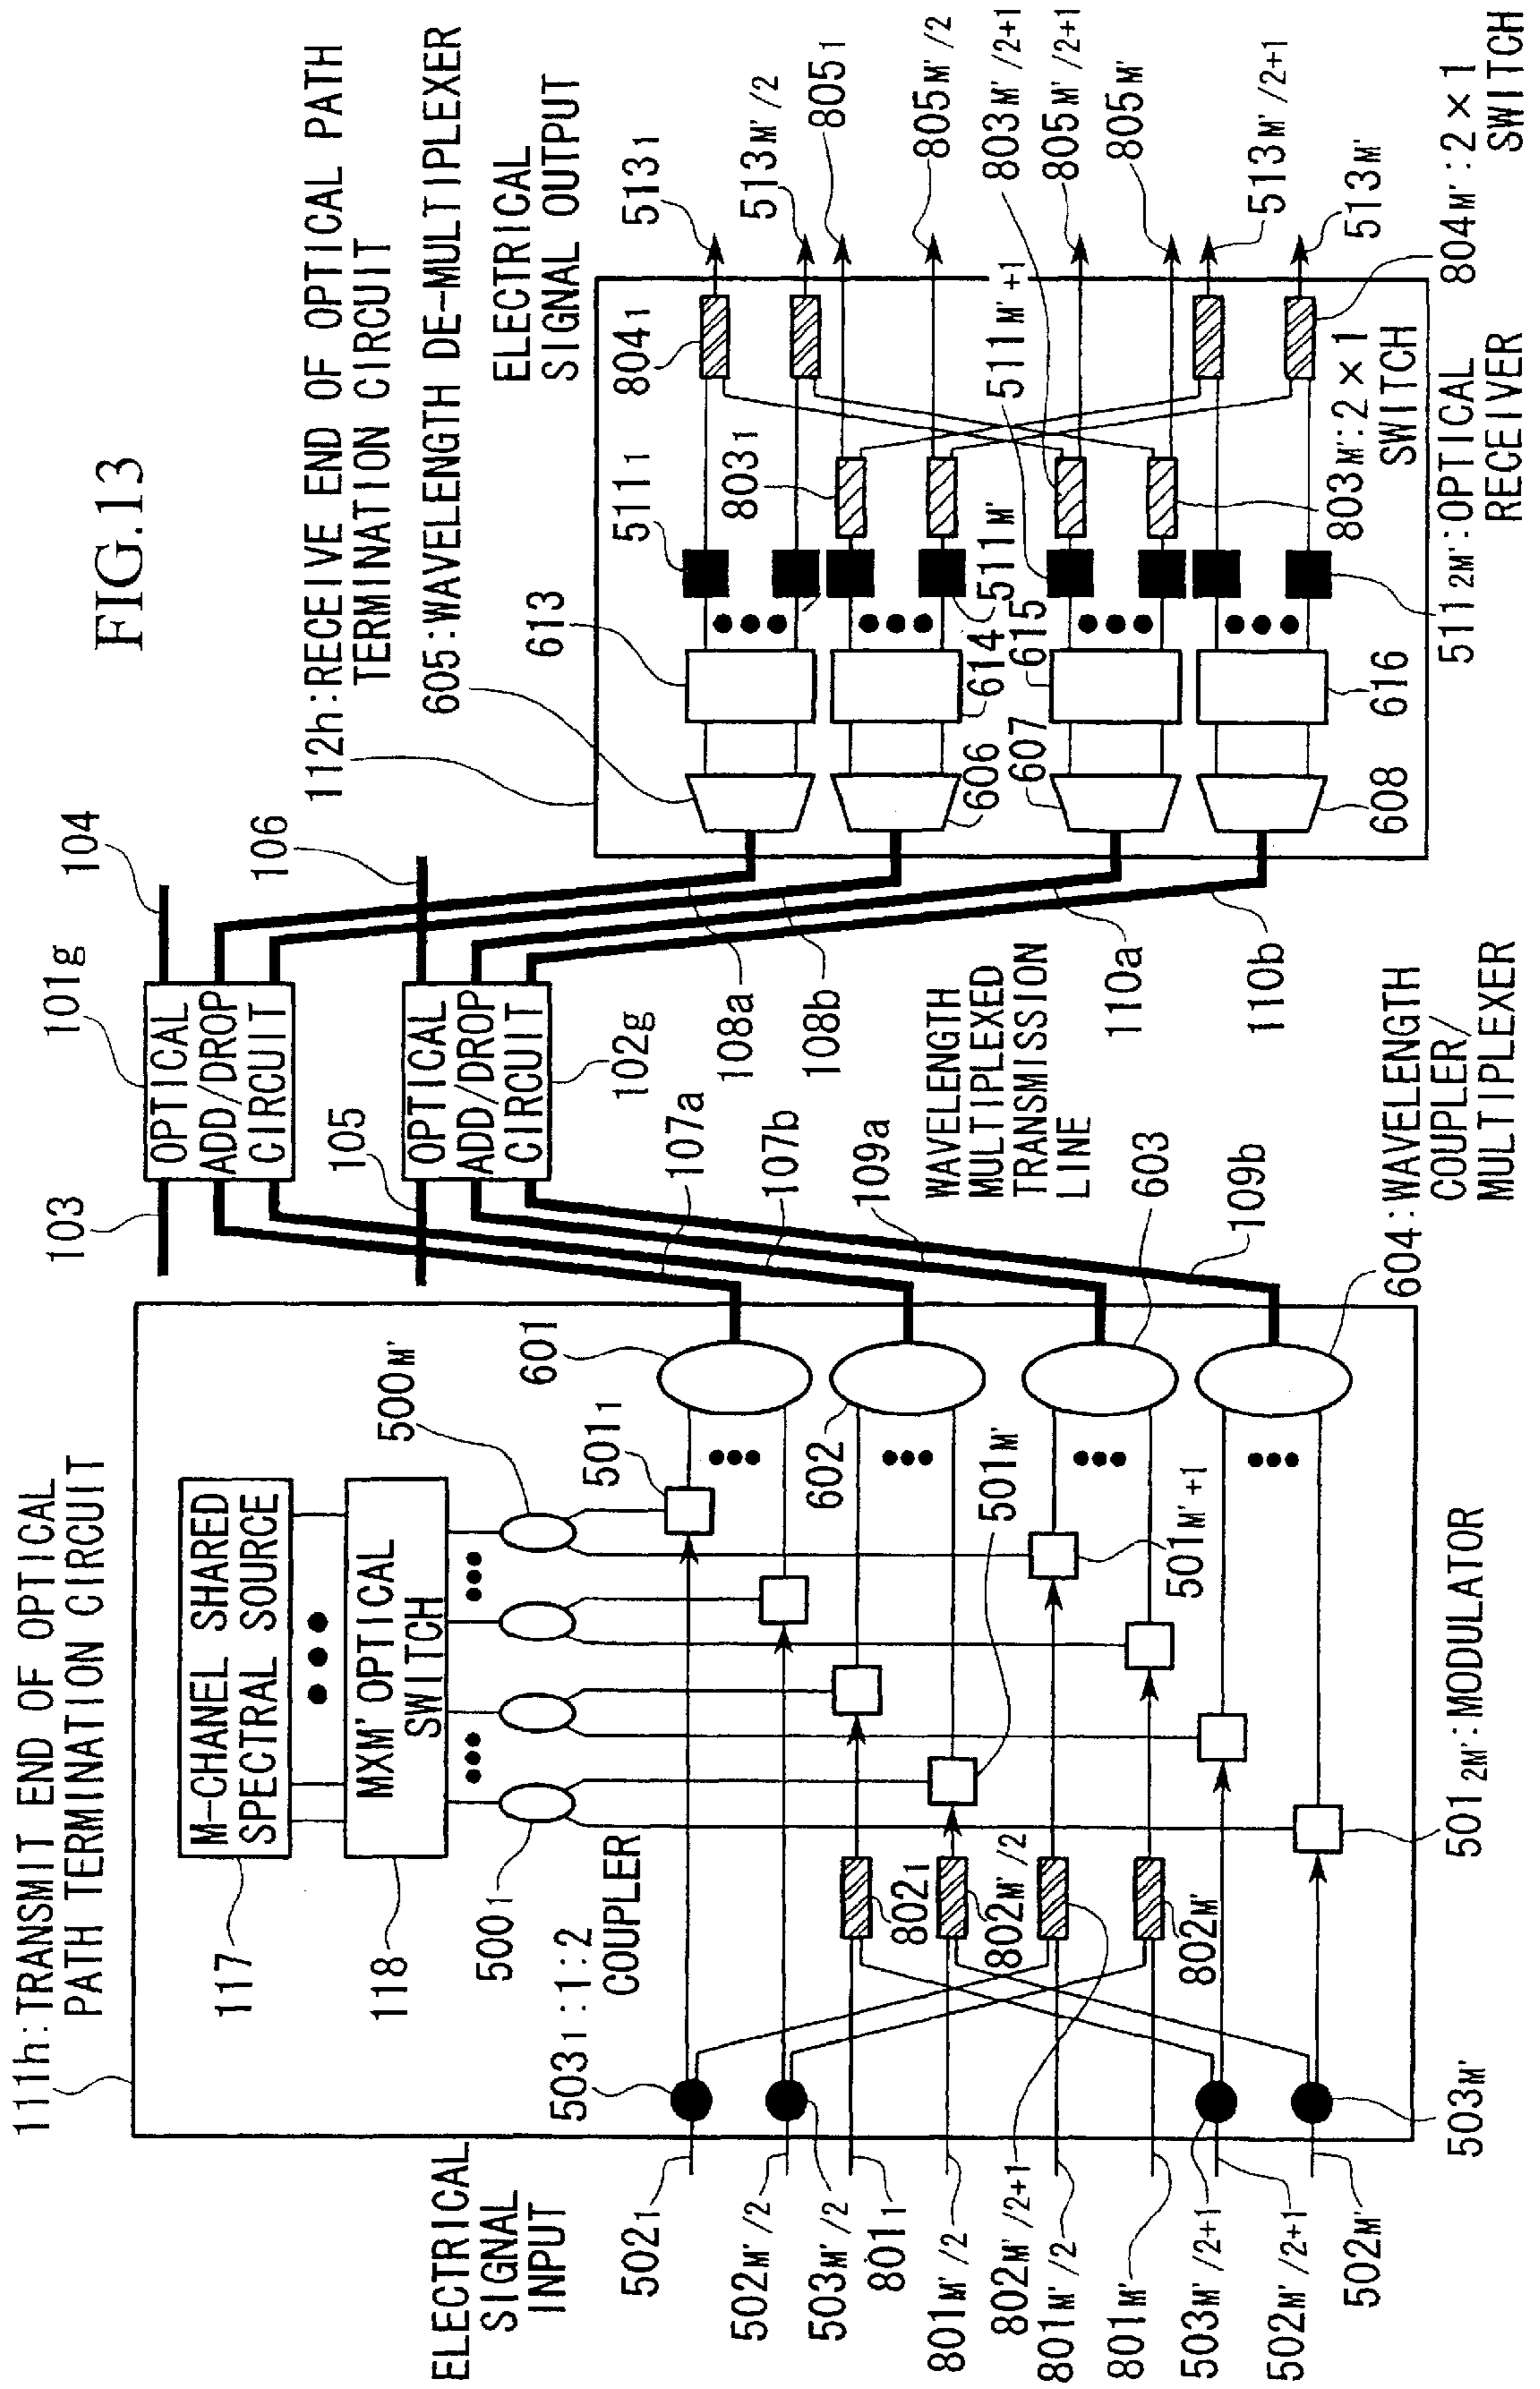 FIG.13
111h:TRANSMIT END OF OPTICAL
PATH TERMINATION CIRCUIT
117
M-CHANEL SHARED
SPECTRAL SOURCE
118
MXM' OPTICAL
SWITCH
500₁
500M'
503₁:1:2
COUPLER
ELECTRICAL
SIGNAL
INPUT
502₁
502M'/2
503M'/2
801₁
801M'/2
802M'/2+1
801M'/2
801M'
503M'/2+1
502M'/2+1
502M'
503M'
802₁
802M'/2
802M'
501₁
501M'
501M'+1
501 2M':MODULATOR
601
602
603
604:WAVELENGTH
COUPLER/
MULTIPLEXER
103
101g
104
OPTICAL
ADD/DROP
CIRCUIT
105
102g
106
OPTICAL
ADD/DROP
CIRCUIT
107a
107b
109a
109b
108a
108b
110a
110b
WAVELENGTH
MULTIPLEXED
TRANSMISSION
LINE
112h:RECEIVE END OF OPTICAL PATH
TERMINATION CIRCUIT
605:WAVELENGTH DE-MULTIPLEXER
606
607
608
613
614
615
616
511₁
511M'
511M'+1
511 2M':OPTICAL
RECEIVER
803₁
803M'/2+1
803M':2×1
SWITCH
804₁
804M':2×1
SWITCH
ELECTRICAL
SIGNAL OUTPUT
513₁
513M'/2
805₁
805M'/2
805M'/2+1
805M'
513M'/2+1
513M'